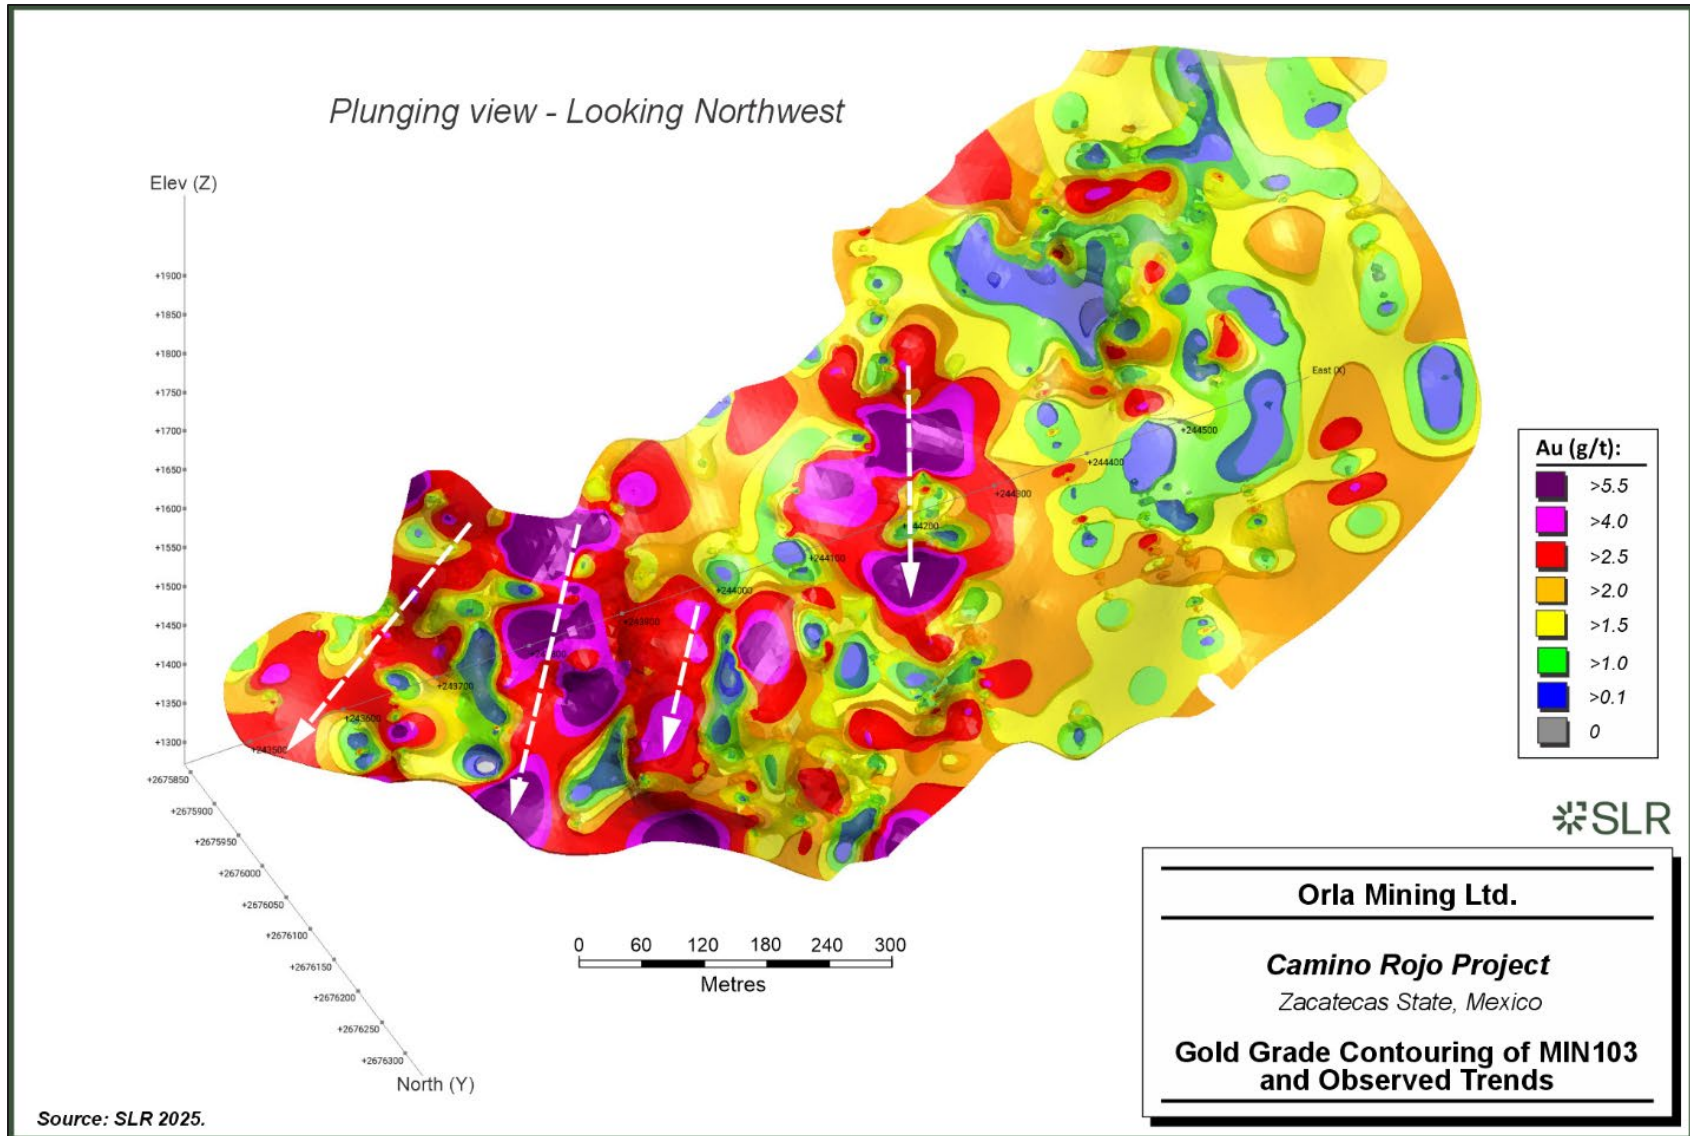 Plunging view - Looking Northwest
Elev (Z)
+1900
+1850
+1800
+1750
+1700
+1650
+1600
+1550
+1500
+1450
+1400
+1350
+1300
East (X)
+244500
+244400
+244300
+244200
+244100
+244000
+243700
+243500
+2675850
+2675900
+2675950
+2676000
+2676050
+2676100
+2676150
+2676200
+2676250
+2676300
North (Y)
0 60 120 180 240 300
Metres
Au (g/t):
>5.5
>4.0
>2.5
>2.0
>1.5
>1.0
>0.1
0
SLR
Orla Mining Ltd.
Camino Rojo Project
Zacatecas State, Mexico
Gold Grade Contouring of MIN103
and Observed Trends
Source: SLR 2025.